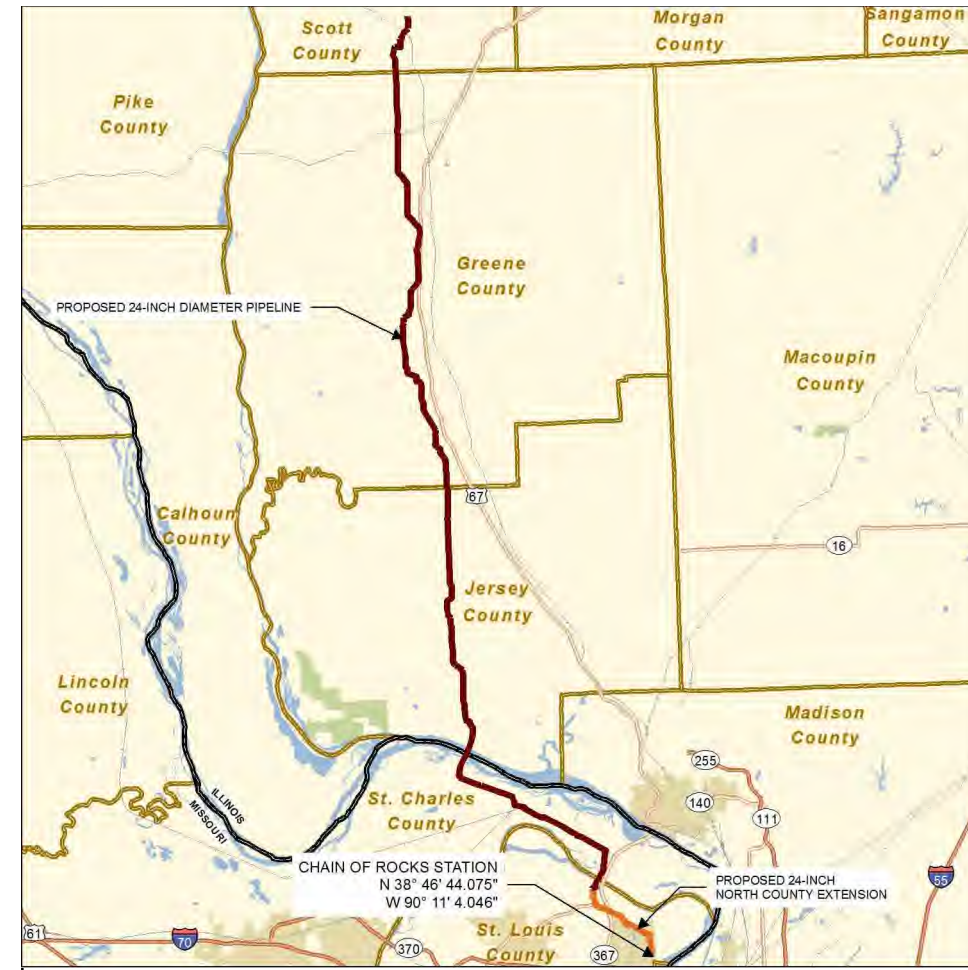 Scott
County
Morgan
County
Sangamon
County
Pike
County
Greene
County
PROPOSED 24-INCH DIAMETER PIPELINE
Macoupin
County
67
Calhoun
County
16
Jersey
County
Lincoln
County
Madison
County
255
ILLINOIS
MISSOURI
St. Charles
County
140
111
CHAIN OF ROCKS STATION
N 38° 46' 44.075"
W 90° 11' 4.046"
PROPOSED 24-INCH
NORTH COUNTY EXTENSION
55
61
70
370
St. Louis
County
367